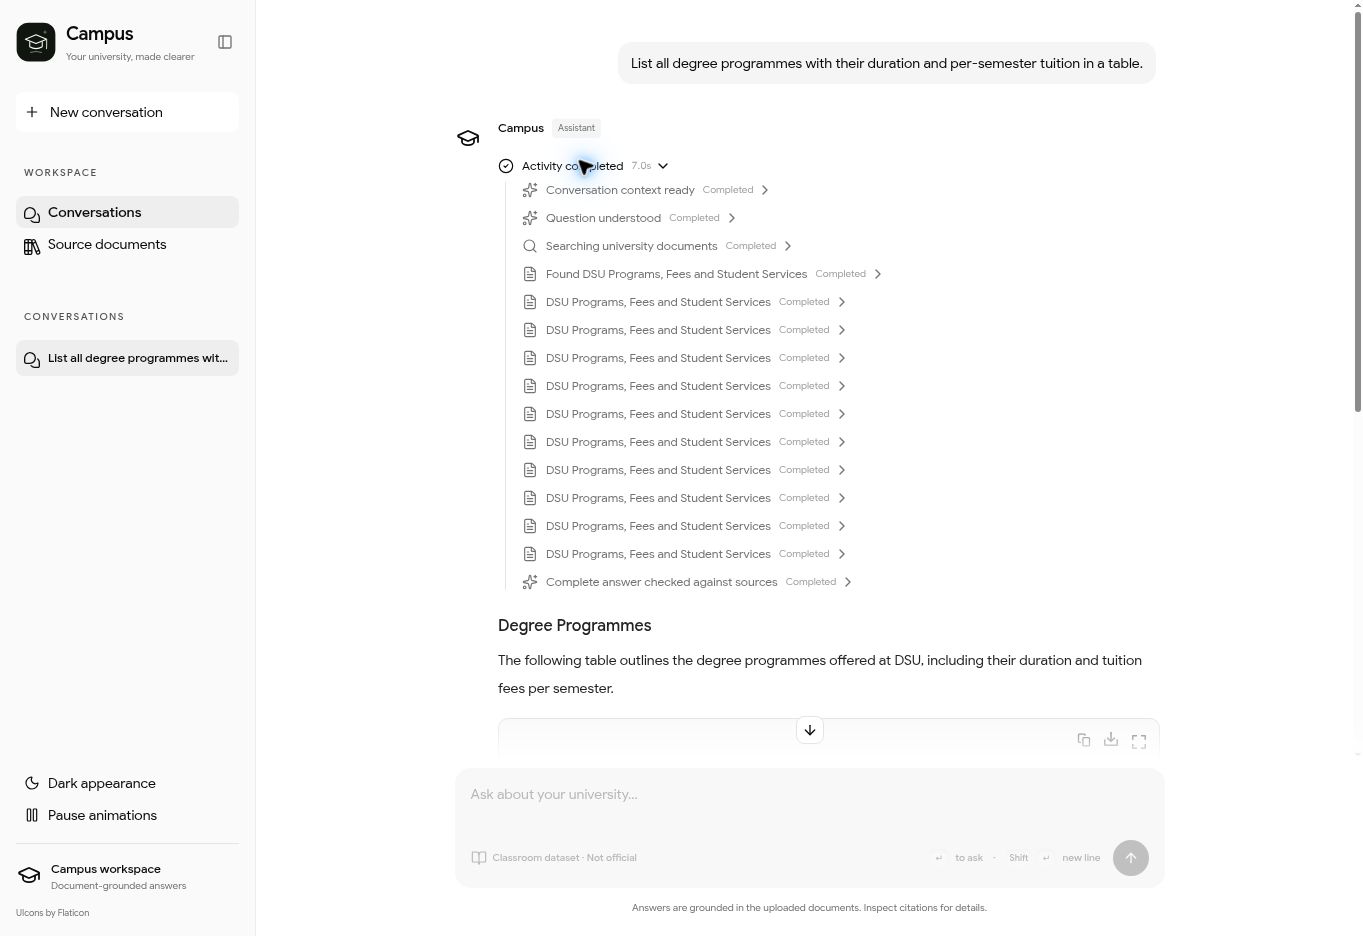 Campus
Your university, made clearer
New conversation
WORKSPACE
Conversations
Source documents
CONVERSATIONS
List all degree programmes wit...
Dark appearance
Pause animations
Campus workspace
Document-grounded answers
UIcons by Flaticon
List all degree programmes with their duration and per-semester tuition in a table.
Campus Assistant
Activity completed 7.0s
Conversation context ready Completed
Question understood Completed
Searching university documents Completed
Found DSU Programs, Fees and Student Services Completed
DSU Programs, Fees and Student Services Completed
DSU Programs, Fees and Student Services Completed
DSU Programs, Fees and Student Services Completed
DSU Programs, Fees and Student Services Completed
DSU Programs, Fees and Student Services Completed
DSU Programs, Fees and Student Services Completed
DSU Programs, Fees and Student Services Completed
DSU Programs, Fees and Student Services Completed
DSU Programs, Fees and Student Services Completed
DSU Programs, Fees and Student Services Completed
Complete answer checked against sources Completed
Degree Programmes
The following table outlines the degree programmes offered at DSU, including their duration and tuition
fees per semester.
Ask about your university...
Classroom dataset · Not official ↵ to ask · Shift ↵ new line
Answers are grounded in the uploaded documents. Inspect citations for details.